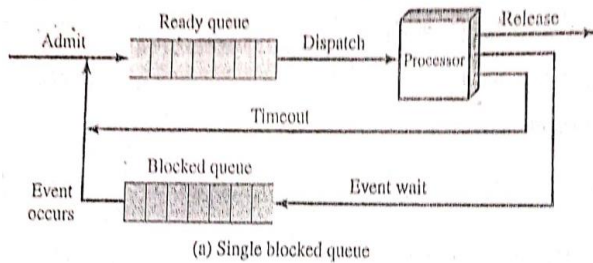 Ready queue
Release
Admit
Dispatch
Processor
Timeout
Blocked queue
Event wait
Event
occurs
(a) Single blocked queue